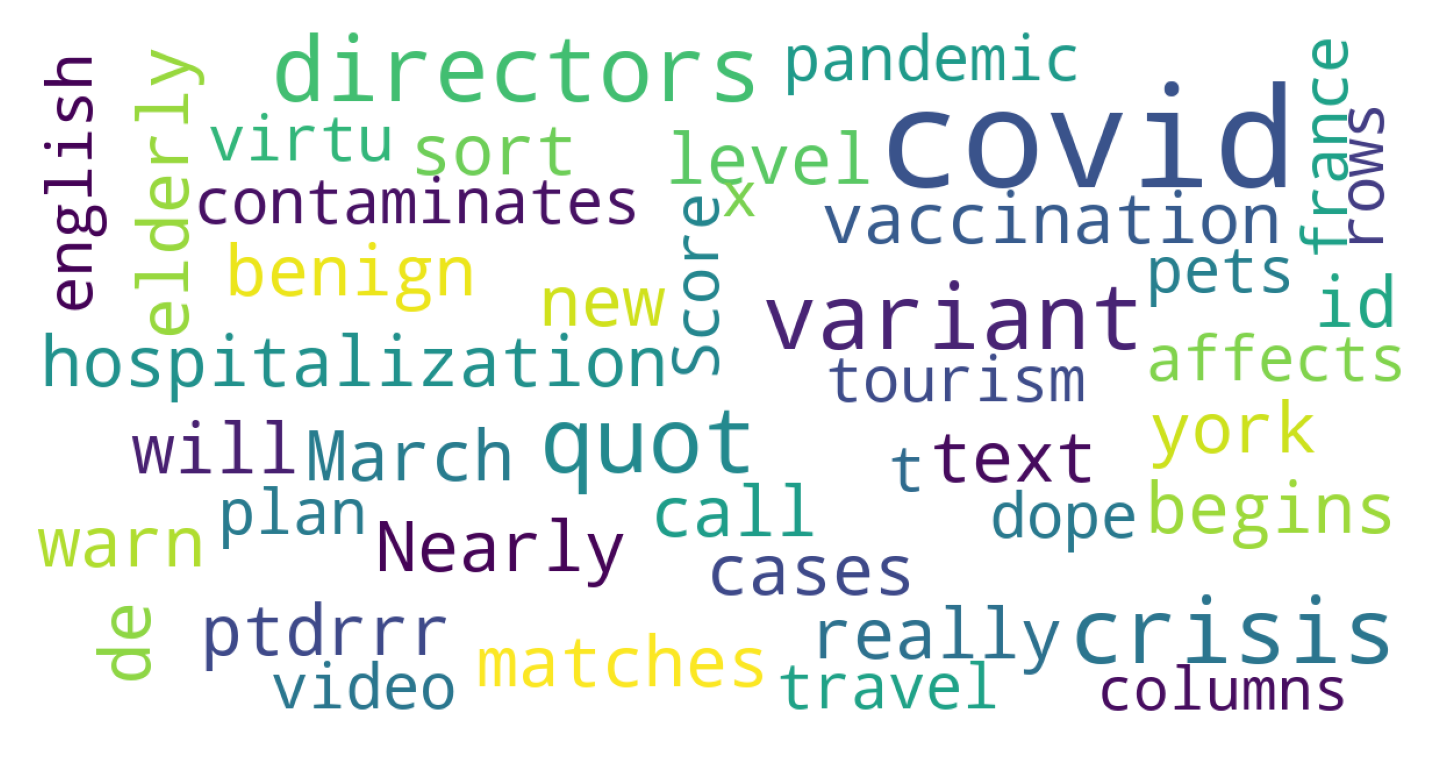 directors
pandemic
covid
france
rows
english
elderly
virtu
sort
level
x
contaminates
vaccination
Score
benign
new
variant
pets
id
hospitalization
tourism
affects
will
March
quot
t
text
york
plan
call
dope
begins
warn
Nearly
cases
de
ptdrrr
matches
really
crisis
video
travel
columns